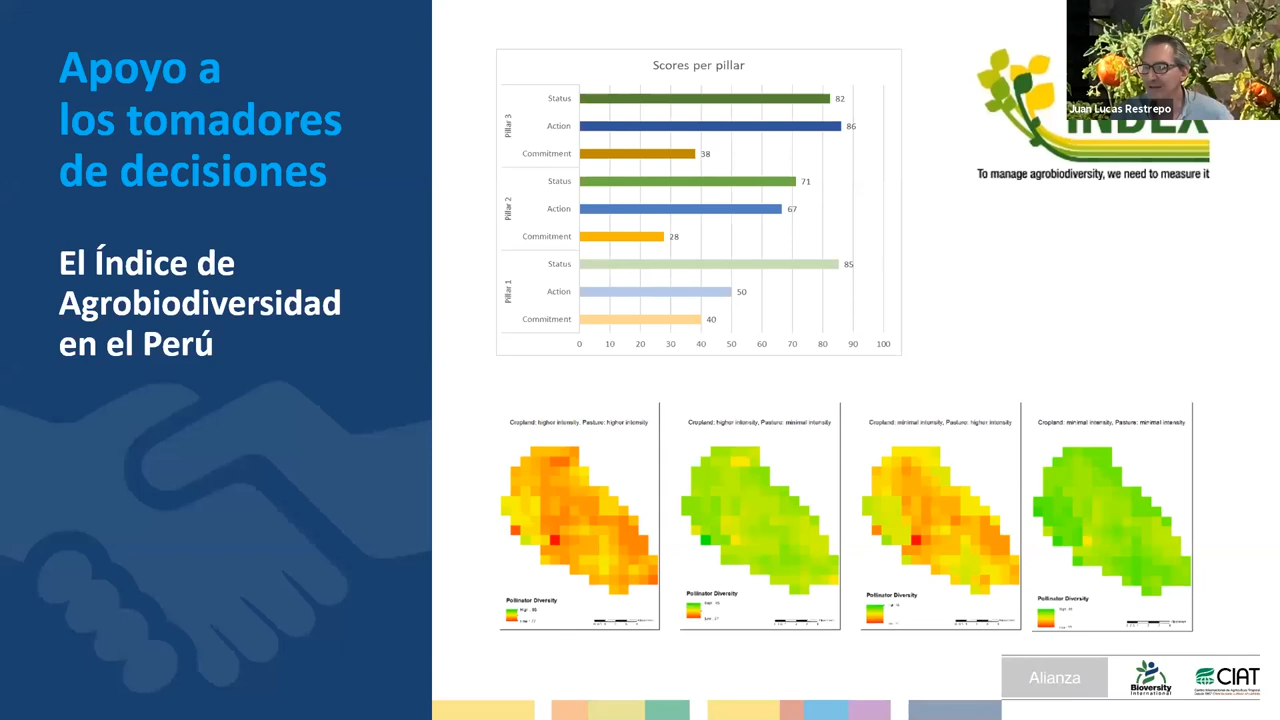 Apoyo a
los tomadores
de decisiones
El Índice de
Agrobiodiversidad
en el Perú
Scores per pillar
Pillar 3
Status
82
Action
86
Commitment
38
Pillar 2
Status
71
Action
67
Commitment
28
Pillar 1
Status
85
Action
50
Commitment
40
0 10 20 30 40 50 60 70 80 90 100
Juan Lucas Restrepo
INDEX
To manage agrobiodiversity, we need to measure it
Cropland: higher intensity, Pasture: higher intensity
Pollinator Diversity
Cropland: higher intensity, Pasture: minimal intensity
Pollinator Diversity
Cropland: minimal intensity, Pasture: higher intensity
Pollinator Diversity
Cropland: minimal intensity, Pasture: minimal intensity
Pollinator Diversity
Alianza
Bioversity
International
CIAT
Centro Internacional de Agricultura Tropical